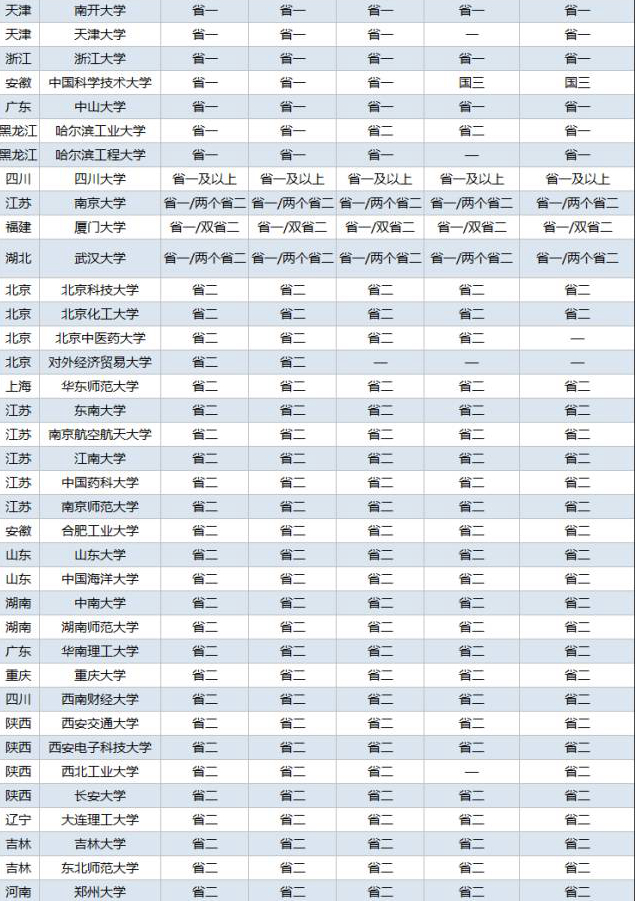 天津 南开大学 省一 省一 省一 省一 省一
天津 天津大学 省一 省一 省一 — 省一
浙江 浙江大学 省一 省一 省一 省一 省一
安徽 中国科学技术大学 省一 省一 省一 国三 国三
广东 中山大学 省一 省一 省一 省一 省一
黑龙江 哈尔滨工业大学 省一 省一 省二 省二 省一
黑龙江 哈尔滨工程大学 省一 省一 省一 — 省一
四川 四川大学 省一及以上 省一及以上 省一及以上 省一及以上 省一及以上
江苏 南京大学 省一/两个省二 省一/两个省二 省一/两个省二 省一/两个省二 省一/两个省二
福建 厦门大学 省一/双省二 省一/双省二 省一/双省二 省一/双省二 省一/双省二
湖北 武汉大学 省一/两个省二 省一/两个省二 省一/两个省二 省一/两个省二 省一/两个省二
北京 北京科技大学 省二 省二 省二 省二 省二
北京 北京化工大学 省二 省二 省二 省二 省二
北京 北京中医药大学 省二 省二 省二 省二 —
北京 对外经济贸易大学 省二 省二 — — —
上海 华东师范大学 省二 省二 省二 省二 省二
江苏 东南大学 省二 省二 省二 省二 省二
江苏 南京航空航天大学 省二 省二 省二 省二 省二
江苏 江南大学 省二 省二 省二 省二 省二
江苏 中国药科大学 省二 省二 省二 省二 省二
江苏 南京师范大学 省二 省二 省二 省二 省二
安徽 合肥工业大学 省二 省二 省二 省二 省二
山东 山东大学 省二 省二 省二 省二 省二
山东 中国海洋大学 省二 省二 省二 省二 省二
湖南 中南大学 省二 省二 省二 省二 省二
湖南 湖南师范大学 省二 省二 省二 省二 省二
广东 华南理工大学 省二 省二 省二 省二 省二
重庆 重庆大学 省二 省二 省二 省二 省二
四川 西南财经大学 省二 省二 省二 省二 省二
陕西 西安交通大学 省二 省二 省二 省二 省二
陕西 西安电子科技大学 省二 省二 省二 省二 省二
陕西 西北工业大学 省二 省二 省二 — 省二
陕西 长安大学 省二 省二 省二 省二 省二
辽宁 大连理工大学 省二 省二 省二 省二 省二
吉林 吉林大学 省二 省二 省二 省二 省二
吉林 东北师范大学 省二 省二 省二 省二 省二
河南 郑州大学 省二 省二 省二 省二 省二